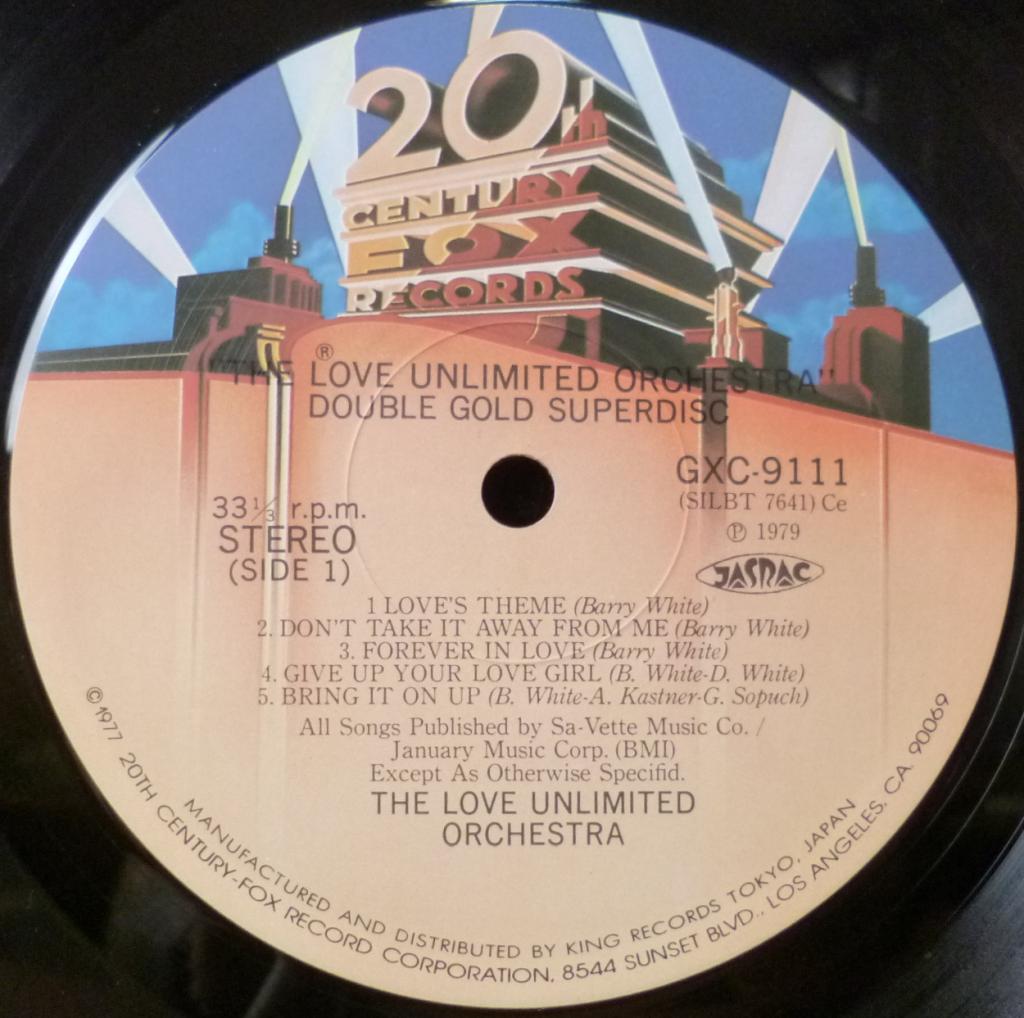 20th
CENTURY
FOX
RECORDS
®
"THE LOVE UNLIMITED ORCHESTRA"
DOUBLE GOLD SUPERDISC
33⅓ r.p.m.
STEREO
(SIDE 1)
GXC-9111
(SILBT 7641) Ce
℗ 1979
JASRAC
1 LOVE'S THEME (Barry White)
2. DON'T TAKE IT AWAY FROM ME (Barry White)
3. FOREVER IN LOVE (Barry White)
4. GIVE UP YOUR LOVE GIRL (B. White-D. White)
5. BRING IT ON UP (B. White-A. Kastner-G. Sopuch)
All Songs Published by Sa-Vette Music Co. /
January Music Corp. (BMI)
Except As Otherwise Specifid.
THE LOVE UNLIMITED
ORCHESTRA
MANUFACTURED AND DISTRIBUTED BY KING RECORDS TOKYO, JAPAN
©1977 20TH CENTURY-FOX RECORD CORPORATION, 8544 SUNSET BLVD., LOS ANGELES, CA. 90069